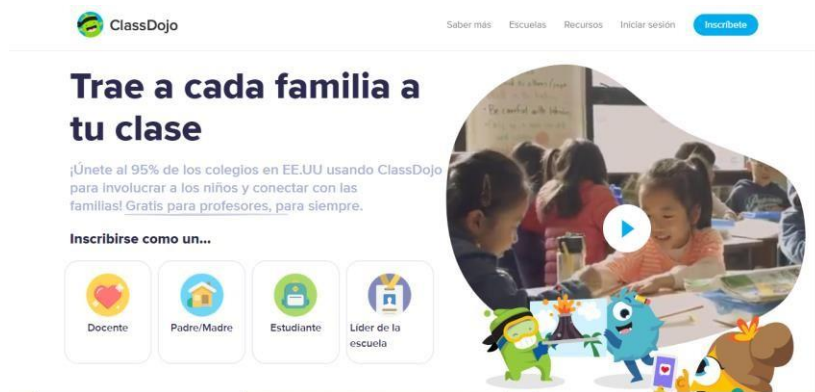 ClassDojo
Saber más Escuelas Recursos Iniciar sesión Inscríbete
Trae a cada familia a
tu clase
¡Únete al 95% de los colegios en EE.UU usando ClassDojo
para involucrar a los niños y conectar con las
familias! Gratis para profesores, para siempre.
Inscribirse como un...
Docente
Padre/Madre
Estudiante
Líder de la
escuela